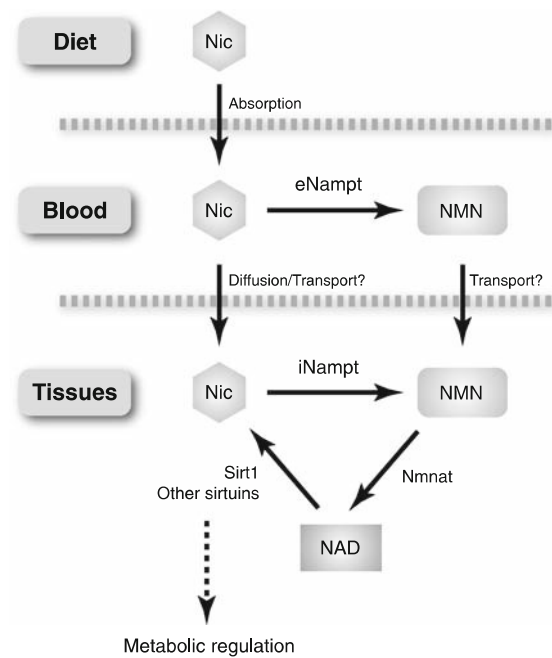 Diet
Nic
Absorption
Blood
Nic
eNampt
NMN
Diffusion/Transport?
Transport?
Tissues
Nic
iNampt
NMN
Sirt1
Other sirtuins
Nmnat
NAD
Metabolic regulation